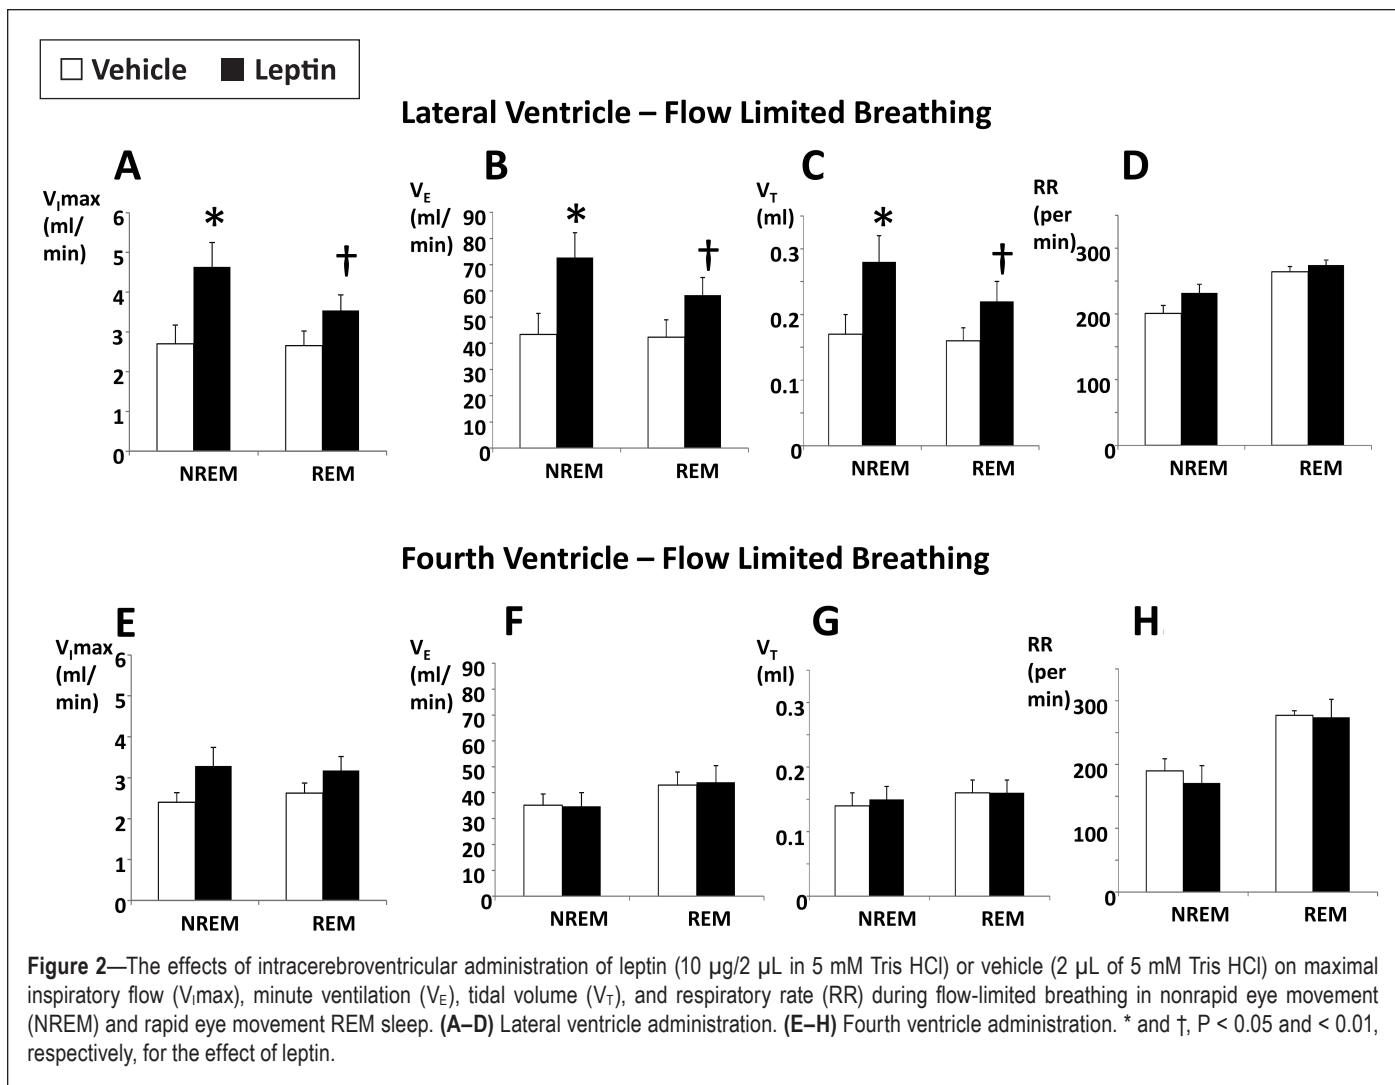 Vehicle Leptin
Lateral Ventricle – Flow Limited Breathing
A
VImax
(ml/
min)
6
5
4
3
2
1
0
*
†
NREM REM
B
VE
(ml/
min)
90
80
70
60
50
40
30
20
10
0
*
†
NREM REM
C
VT
(ml)
0.3
0.2
0.1
0
*
†
NREM REM
D
RR
(per
min)
300
200
100
0
NREM REM
Fourth Ventricle – Flow Limited Breathing
E
VImax
(ml/
min)
6
5
4
3
2
1
0
NREM REM
F
VE
(ml/
min)
90
80
70
60
50
40
30
20
10
0
NREM REM
G
VT
(ml)
0.3
0.2
0.1
0
NREM REM
H
RR
(per
min)
300
200
100
0
NREM REM
Figure 2—The effects of intracerebroventricular administration of leptin (10 µg/2 µL in 5 mM Tris HCl) or vehicle (2 µL of 5 mM Tris HCl) on maximal
inspiratory flow (VImax), minute ventilation (VE), tidal volume (VT), and respiratory rate (RR) during flow-limited breathing in nonrapid eye movement
(NREM) and rapid eye movement REM sleep. (A–D) Lateral ventricle administration. (E–H) Fourth ventricle administration. * and †, P < 0.05 and < 0.01,
respectively, for the effect of leptin.